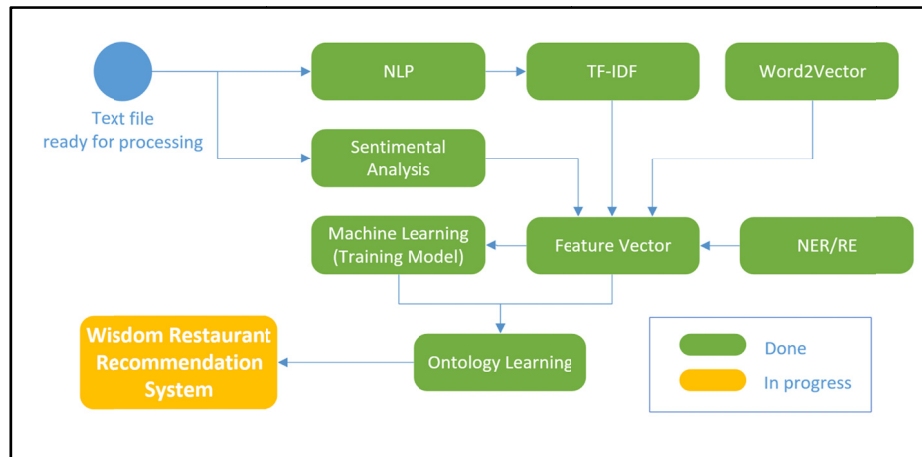 NLP
TF-IDF
Word2Vector
Text file
ready for processing
Sentimental
Analysis
Machine Learning
(Training Model)
Feature Vector
NER/RE
Wisdom Restaurant
Recommendation
System
Ontology Learning
Done
In progress